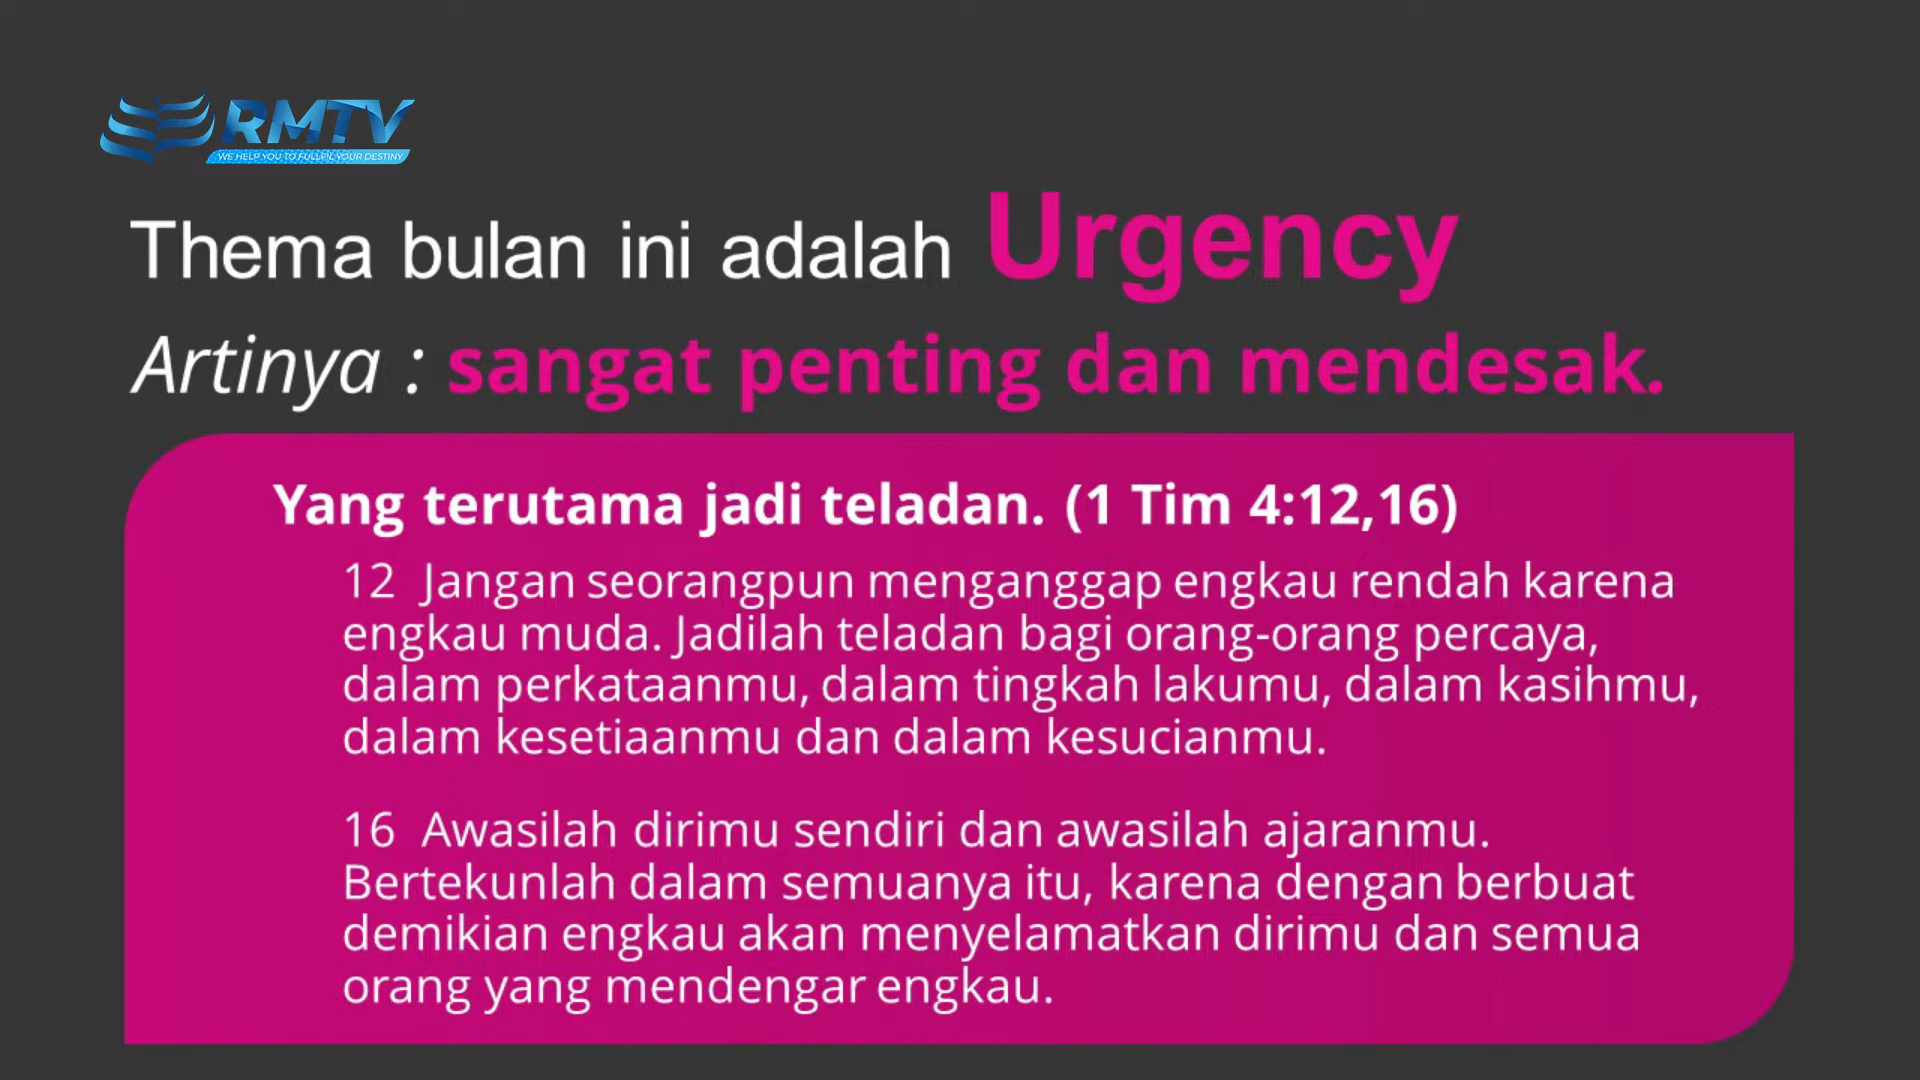 RMTV
WE HELP YOU TO FULLFIL YOUR DESTINY
Thema bulan ini adalah Urgency
Artinya : sangat penting dan mendesak.
Yang terutama jadi teladan. (1 Tim 4:12,16)
12 Jangan seorangpun menganggap engkau rendah karena
engkau muda. Jadilah teladan bagi orang-orang percaya,
dalam perkataanmu, dalam tingkah lakumu, dalam kasihmu,
dalam kesetiaanmu dan dalam kesucianmu.
16 Awasilah dirimu sendiri dan awasilah ajaranmu.
Bertekunlah dalam semuanya itu, karena dengan berbuat
demikian engkau akan menyelamatkan dirimu dan semua
orang yang mendengar engkau.